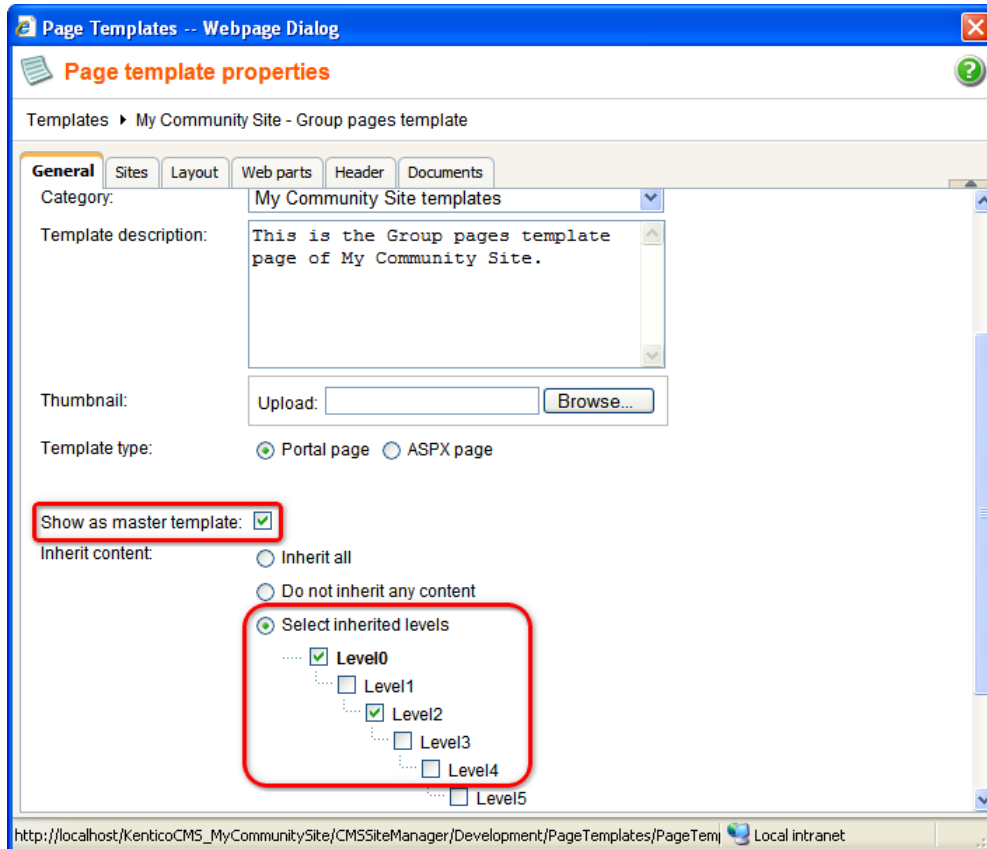 Page Templates -- Webpage Dialog
Page template properties
Templates My Community Site - Group pages template
General Sites Layout Web parts Header Documents
Category: My Community Site templates
Template description: This is the Group pages template
page of My Community Site.
Thumbnail: Upload: Browse...
Template type: Portal page ASPX page
Show as master template:
Inherit content: Inherit all
Do not inherit any content
Select inherited levels
Level0
Level1
Level2
Level3
Level4
Level5
http://localhost/KenticoCMS_MyCommunitySite/CMSSiteManager/Development/PageTemplates/PageTem Local intranet